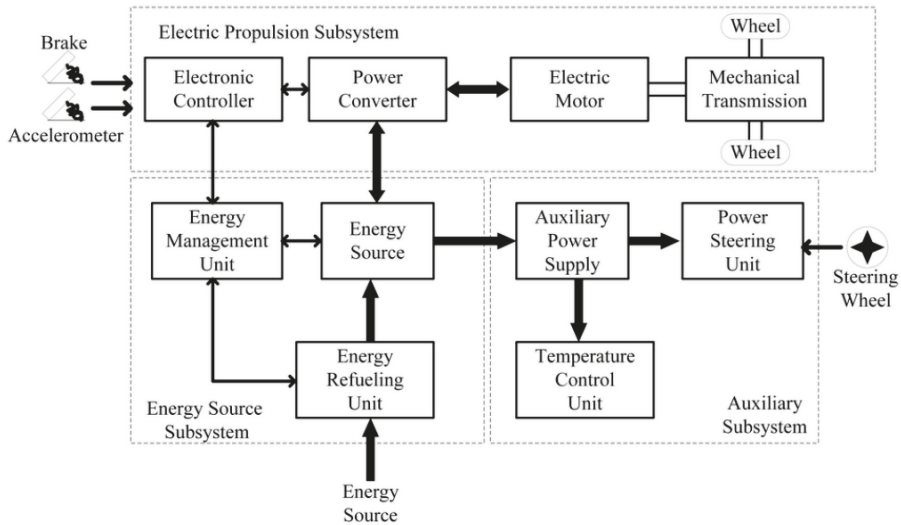 Electric Propulsion Subsystem
Wheel
Brake
Accelerometer
Electronic
Controller
Power
Converter
Electric
Motor
Mechanical
Transmission
Wheel
Energy
Management
Unit
Energy
Source
Auxiliary
Power
Supply
Power
Steering
Unit
Steering
Wheel
Energy
Refueling
Unit
Temperature
Control
Unit
Energy Source
Subsystem
Auxiliary
Subsystem
Energy
Source